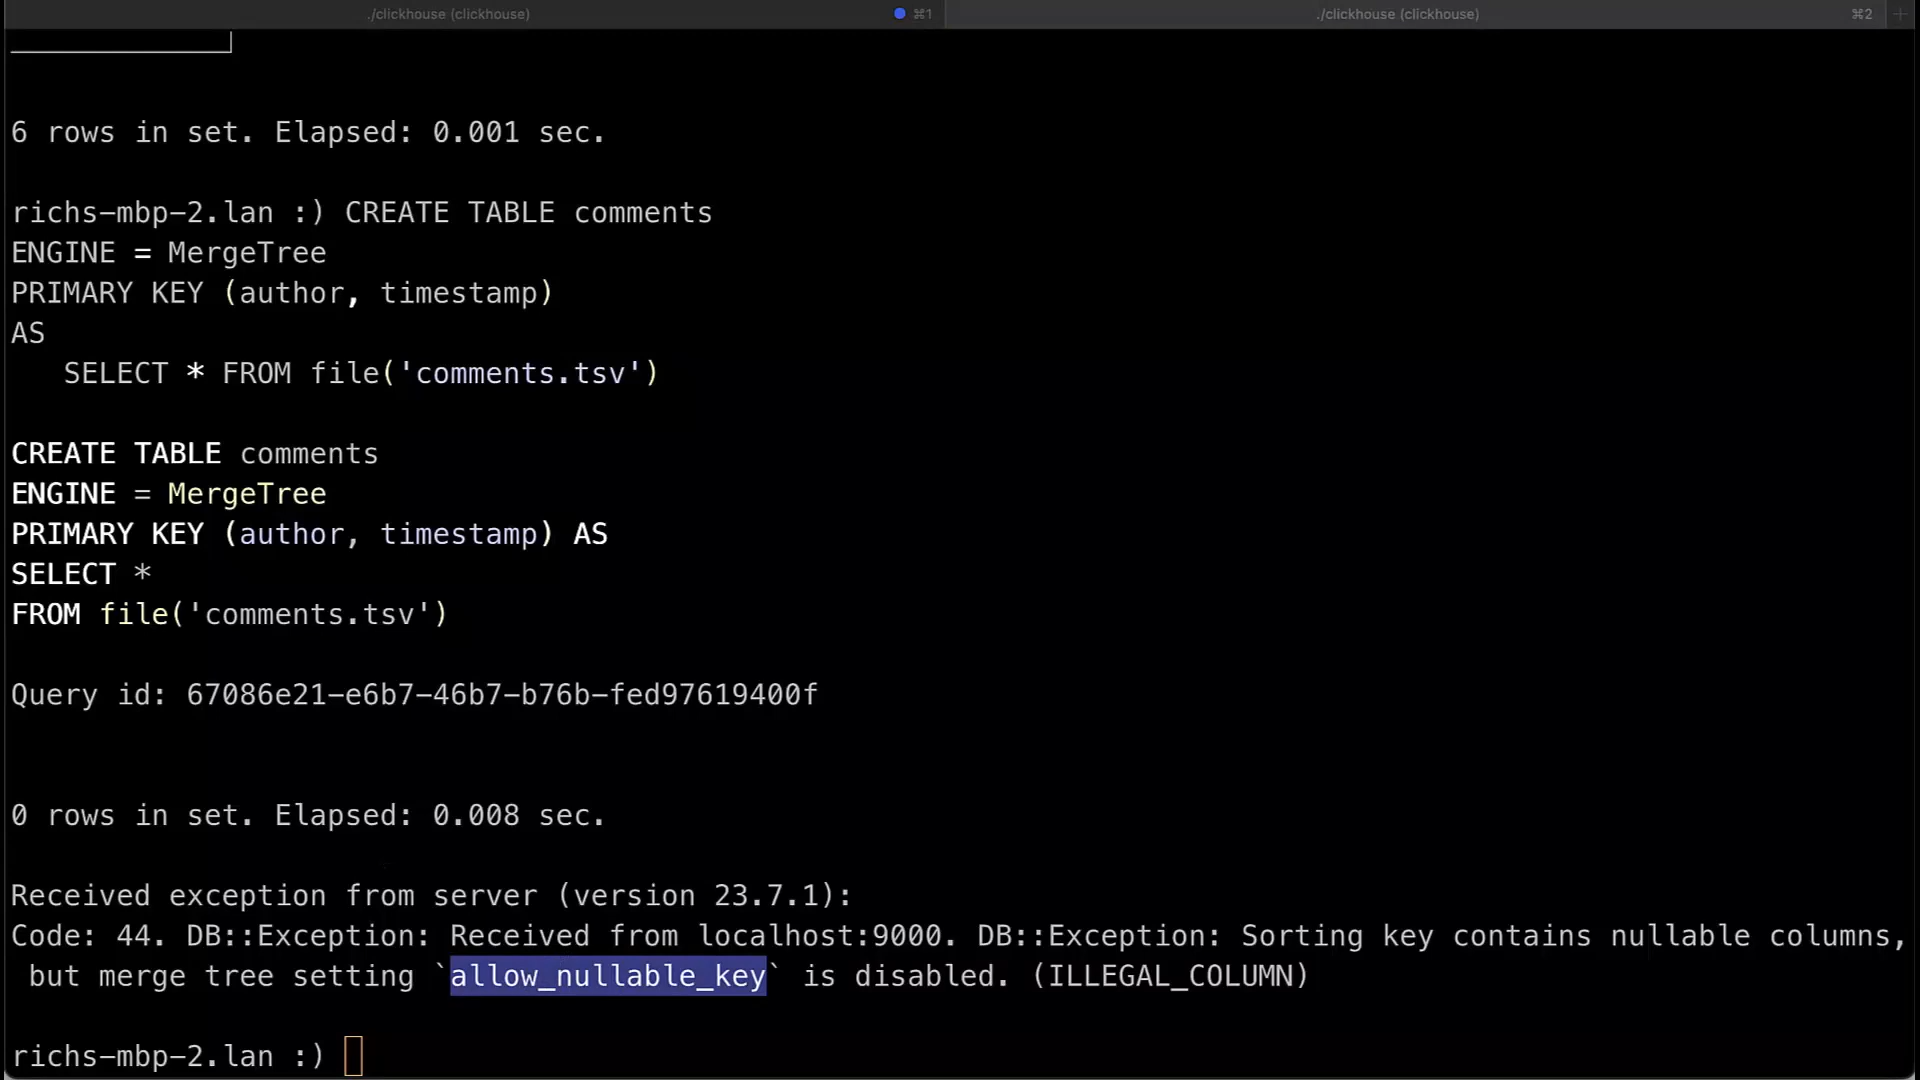 ./clickhouse (clickhouse) ⌘1 ./clickhouse (clickhouse) ⌘2 +
6 rows in set. Elapsed: 0.001 sec.
richs-mbp-2.lan :) CREATE TABLE comments
ENGINE = MergeTree
PRIMARY KEY (author, timestamp)
AS
SELECT * FROM file('comments.tsv')
CREATE TABLE comments
ENGINE = MergeTree
PRIMARY KEY (author, timestamp) AS
SELECT *
FROM file('comments.tsv')
Query id: 67086e21-e6b7-46b7-b76b-fed97619400f
0 rows in set. Elapsed: 0.008 sec.
Received exception from server (version 23.7.1):
Code: 44. DB::Exception: Received from localhost:9000. DB::Exception: Sorting key contains nullable columns,
but merge tree setting `allow_nullable_key` is disabled. (ILLEGAL_COLUMN)
richs-mbp-2.lan :)